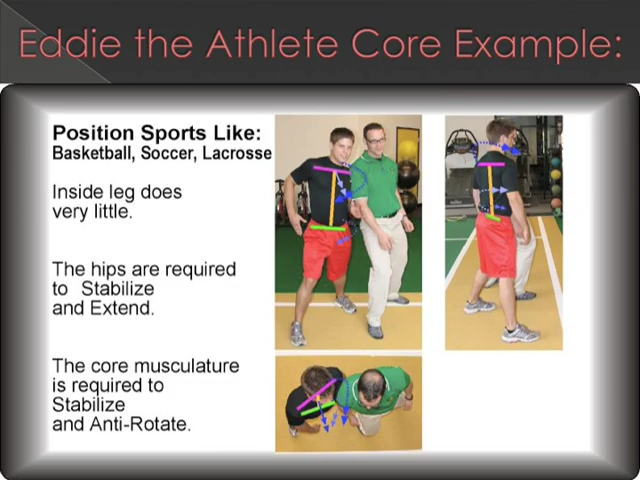 Eddie the Athlete Core Example:
Position Sports Like:
Basketball, Soccer, Lacrosse
Inside leg does
very little.
The hips are required
to Stabilize
and Extend.
The core musculature
is required to
Stabilize
and Anti-Rotate.